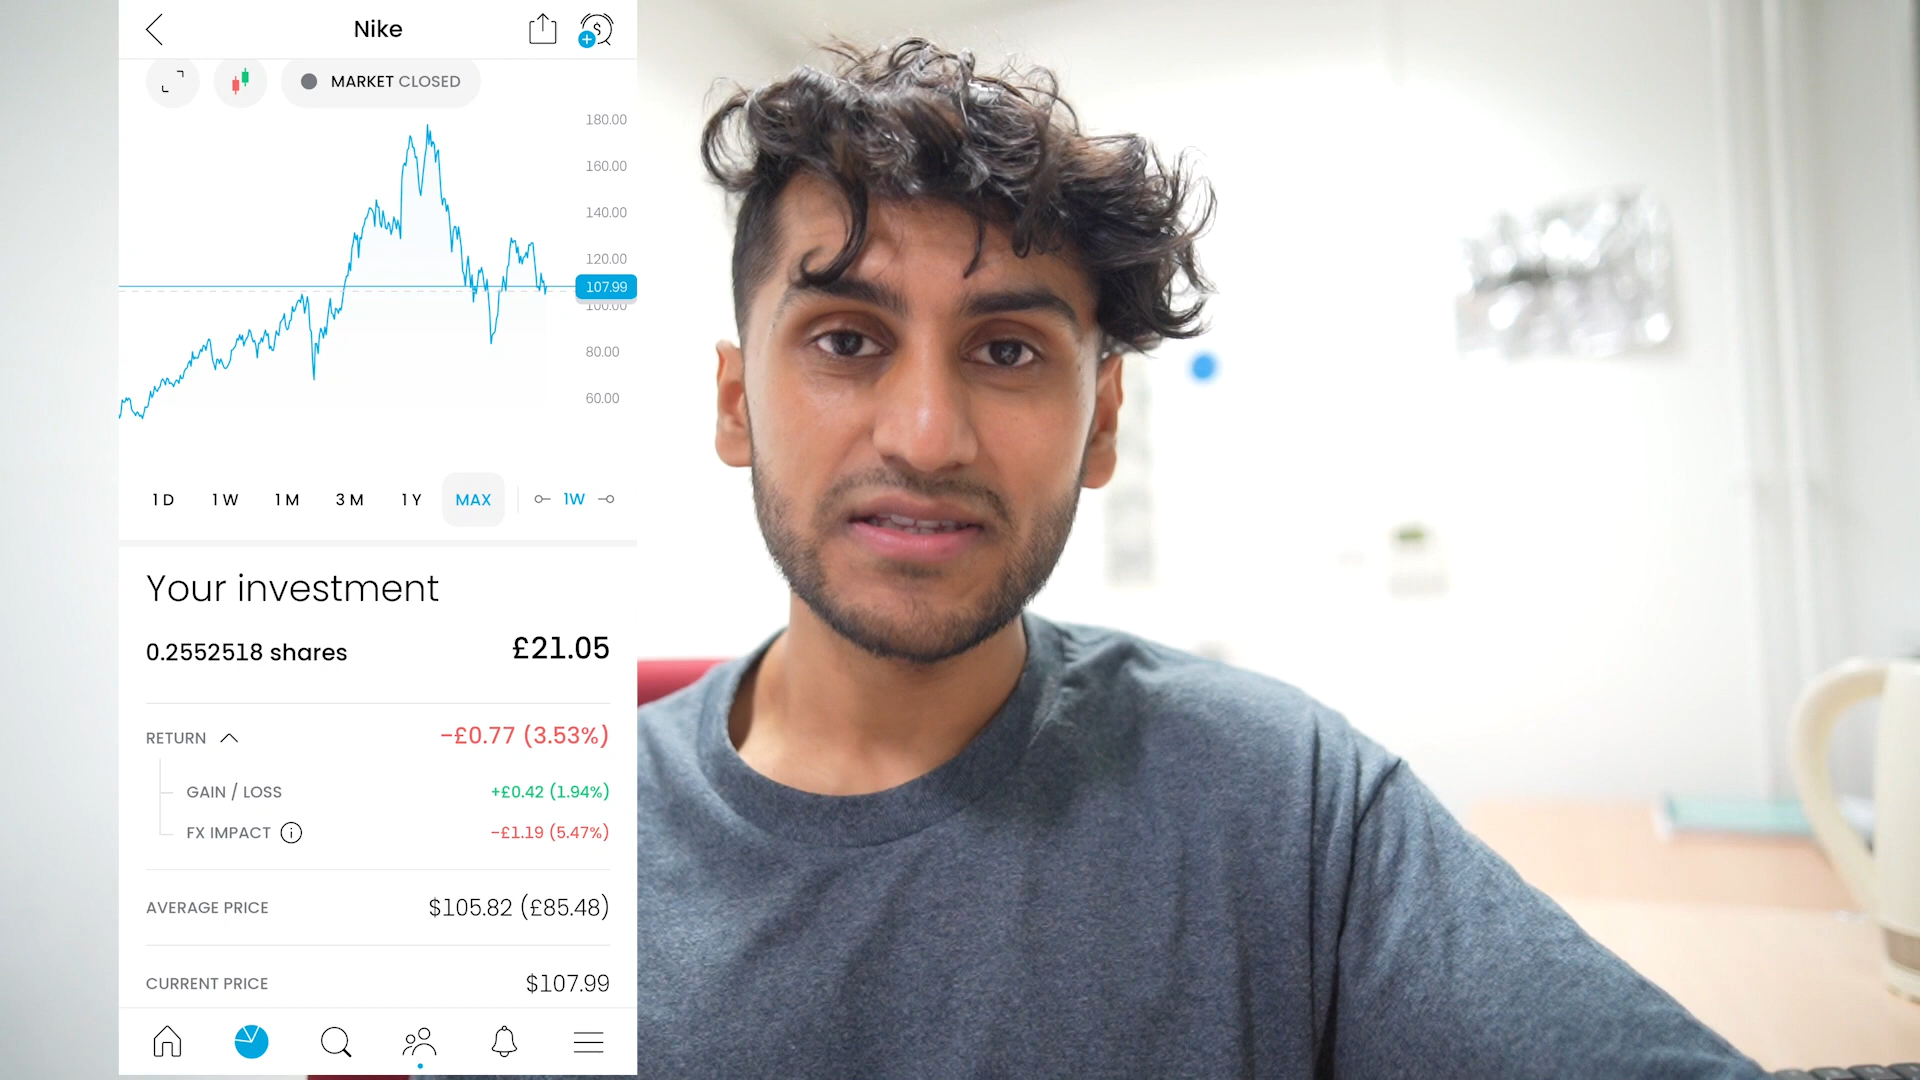 Nike
MARKET CLOSED
180.00
160.00
140.00
120.00
107.99
100.00
80.00
60.00
1D 1W 1M 3M 1Y MAX 1W
Your investment
0.2552518 shares £21.05
RETURN -£0.77 (3.53%)
GAIN / LOSS +£0.42 (1.94%)
FX IMPACT -£1.19 (5.47%)
AVERAGE PRICE $105.82 (£85.48)
CURRENT PRICE $107.99